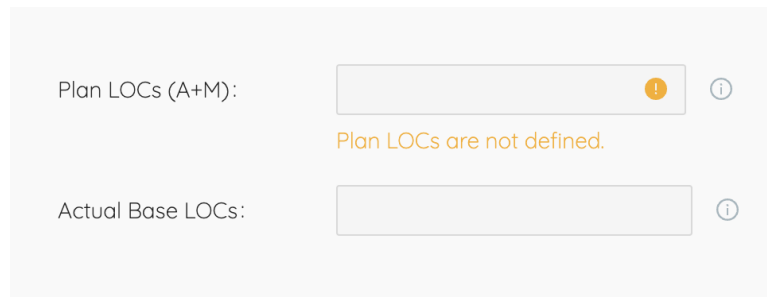 Plan LOCs (A+M):
Plan LOCs are not defined.
Actual Base LOCs: